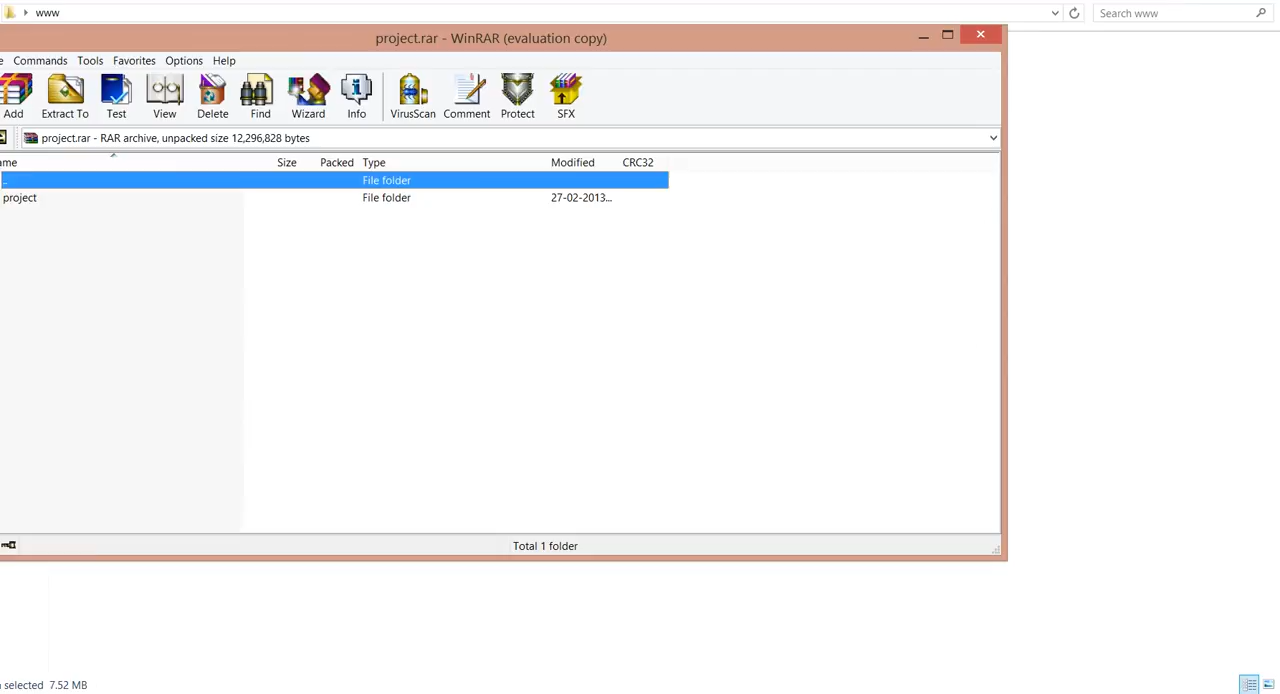 www
Search www
project.rar - WinRAR (evaluation copy)
Commands Tools Favorites Options Help
Add Extract To Test View Delete Find Wizard Info VirusScan Comment Protect SFX
project.rar - RAR archive, unpacked size 12,296,828 bytes
ame Size Packed Type Modified CRC32
.. File folder
project File folder 27-02-2013...
Total 1 folder
selected 7.52 MB